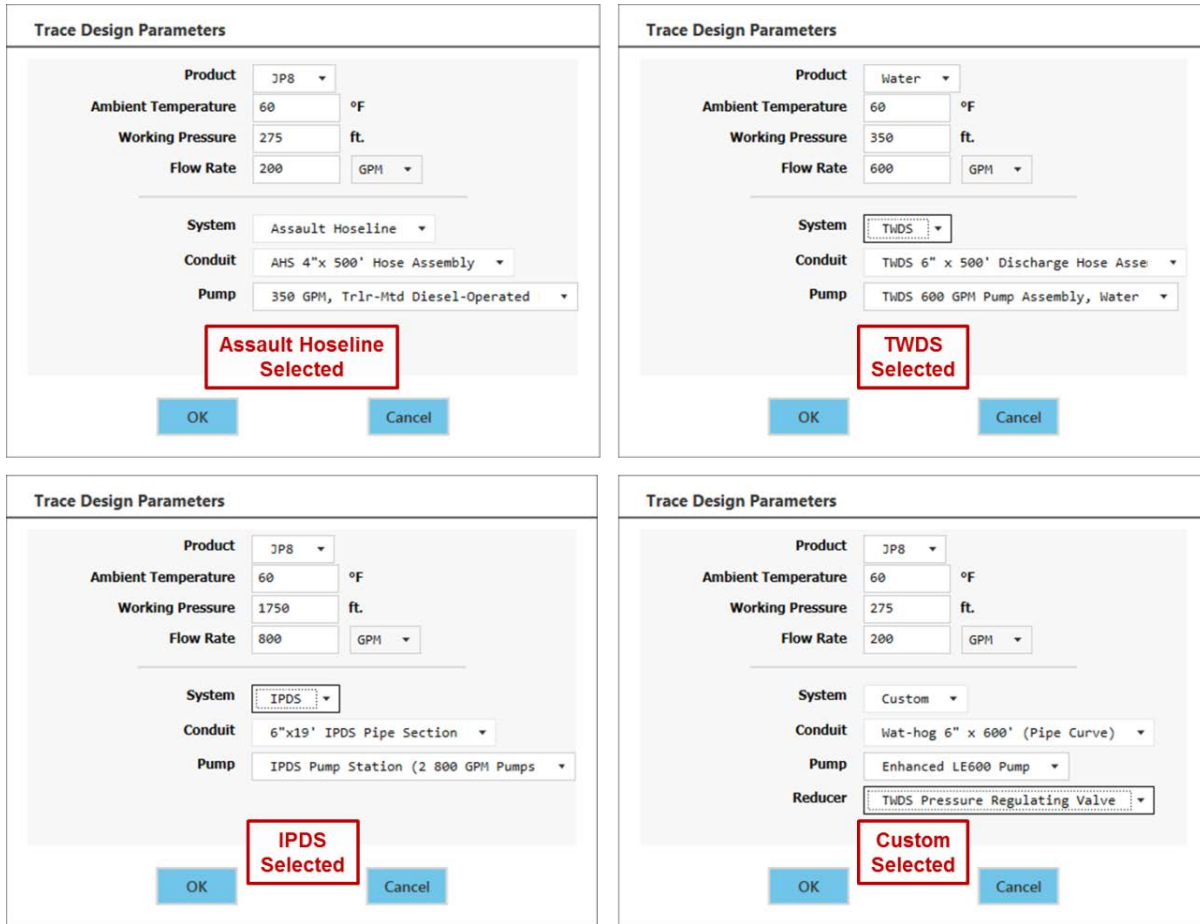 Trace Design Parameters
Product JP8
Ambient Temperature 60 °F
Working Pressure 275 ft.
Flow Rate 200 GPM
System Assault Hoseline
Conduit AHS 4"x 500' Hose Assembly
Pump 350 GPM, Trlr-Mtd Diesel-Operated
Assault Hoseline
Selected
OK Cancel
Trace Design Parameters
Product Water
Ambient Temperature 60 °F
Working Pressure 350 ft.
Flow Rate 600 GPM
System TWDS
Conduit TWDS 6" x 500' Discharge Hose Asse
Pump TWDS 600 GPM Pump Assembly, Water
TWDS
Selected
OK Cancel
Trace Design Parameters
Product JP8
Ambient Temperature 60 °F
Working Pressure 1750 ft.
Flow Rate 800 GPM
System IPDS
Conduit 6"x19' IPDS Pipe Section
Pump IPDS Pump Station (2 800 GPM Pumps
IPDS
Selected
OK Cancel
Trace Design Parameters
Product JP8
Ambient Temperature 60 °F
Working Pressure 275 ft.
Flow Rate 200 GPM
System Custom
Conduit Wat-hog 6" x 600' (Pipe Curve)
Pump Enhanced LE600 Pump
Reducer TWDS Pressure Regulating Valve
Custom
Selected
OK Cancel